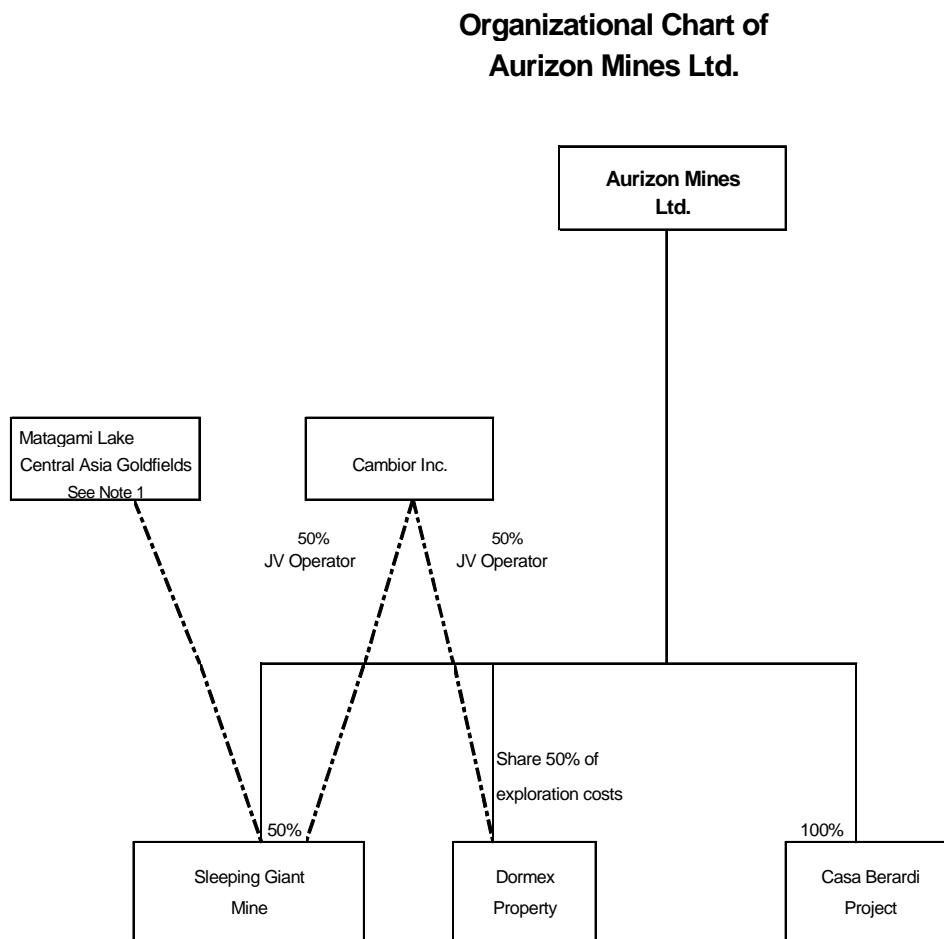 Organizational Chart of
Aurizon Mines Ltd.
Aurizon Mines
Ltd.
Matagami Lake
Central Asia Goldfields
See Note 1
Cambior Inc.
50%
JV Operator
50%
JV Operator
Share 50% of
exploration costs
50%
100%
Sleeping Giant
Mine
Dormex
Property
Casa Berardi
Project